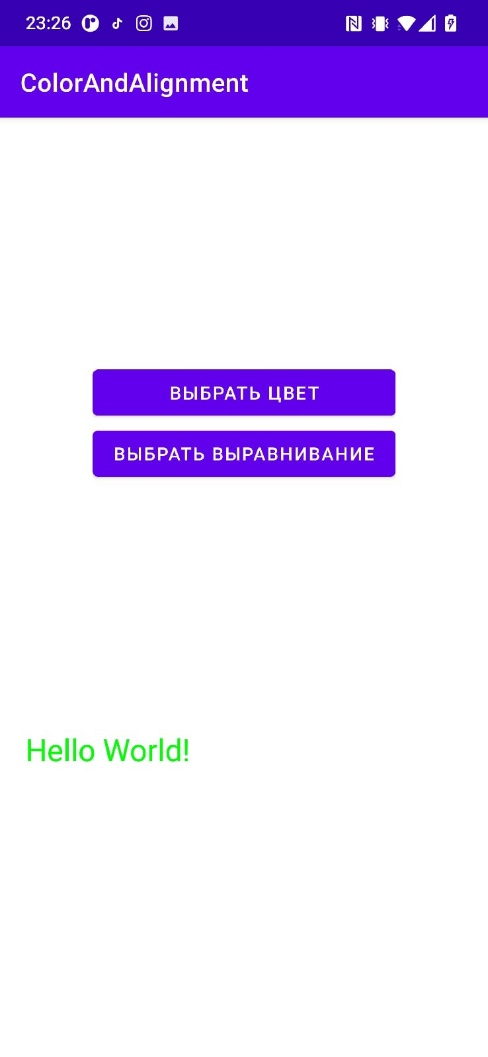 23:26
ColorAndAlignment
ВЫБРАТЬ ЦВЕТ
ВЫБРАТЬ ВЫРАВНИВАНИЕ
Hello World!